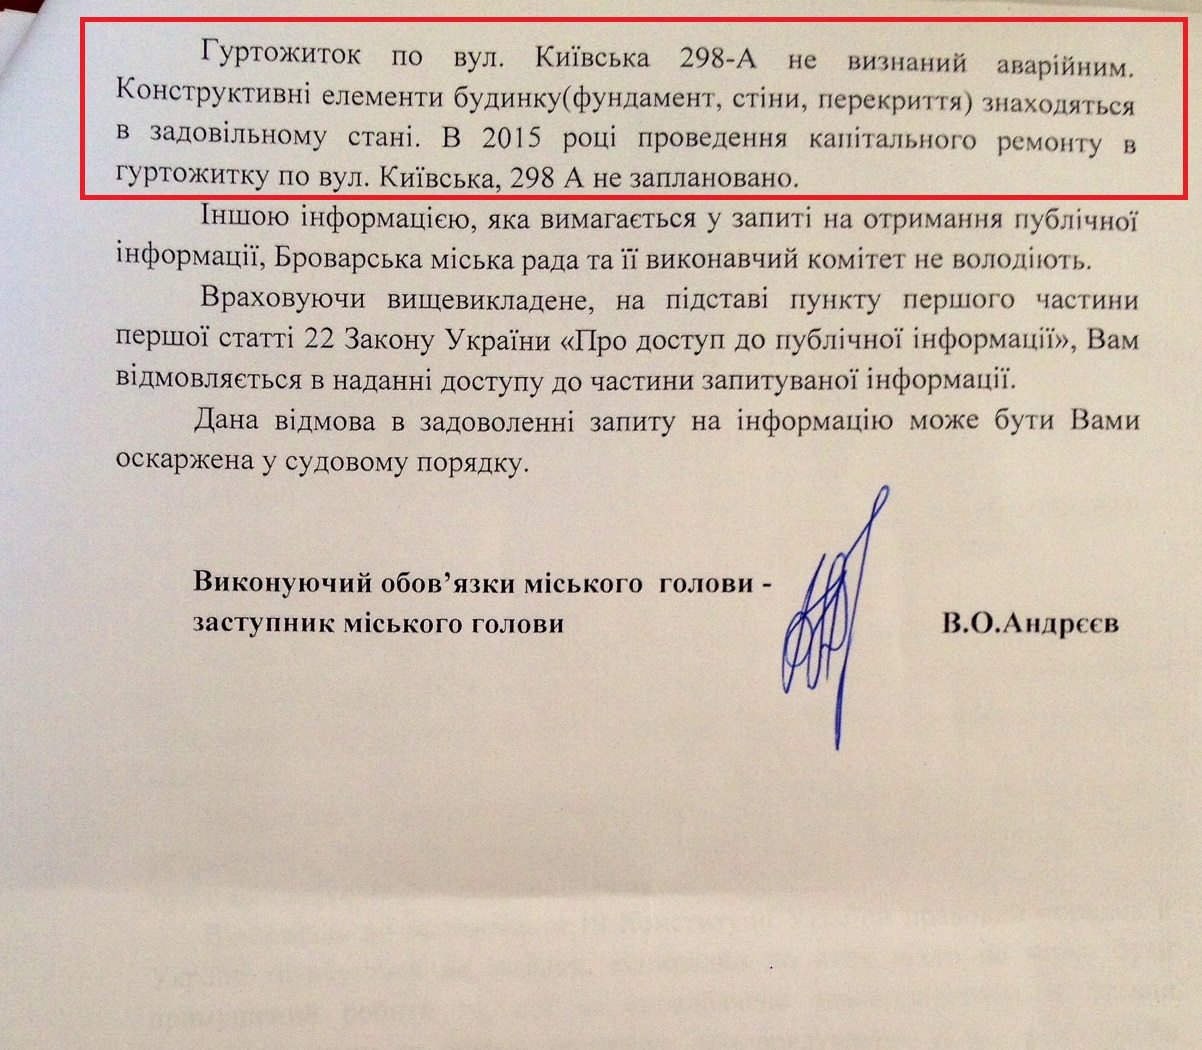 Гуртожиток по вул. Київська 298-А не визнаний аварійним.
Конструктивні елементи будинку(фундамент, стіни, перекриття) знаходяться
в задовільному стані. В 2015 році проведення капітального ремонту в
гуртожитку по вул. Київська, 298 А не заплановано.
Іншою інформацією, яка вимагається у запиті на отримання публічної
інформації, Броварська міська рада та її виконавчий комітет не володіють.
Враховуючи вищевикладене, на підставі пункту першого частини
першої статті 22 Закону України «Про доступ до публічної інформації», Вам
відмовляється в наданні доступу до частини запитуваної інформації.
Дана відмова в задоволенні запиту на інформацію може бути Вами
оскаржена у судовому порядку.
Виконуючий обов’язки міського голови -
заступник міського голови В.О.Андрєєв